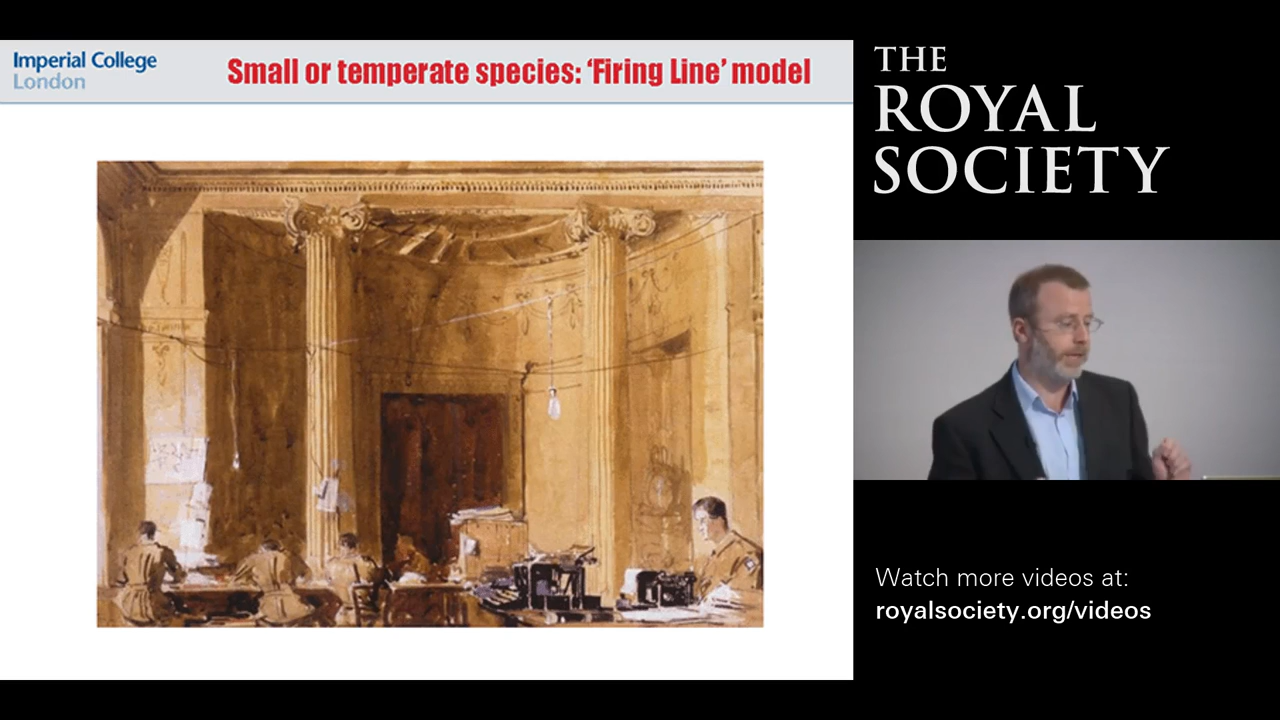 Imperial College
London
Small or temperate species: ‘Firing Line’ model
THE
ROYAL
SOCIETY
Watch more videos at:
royalsociety.org/videos